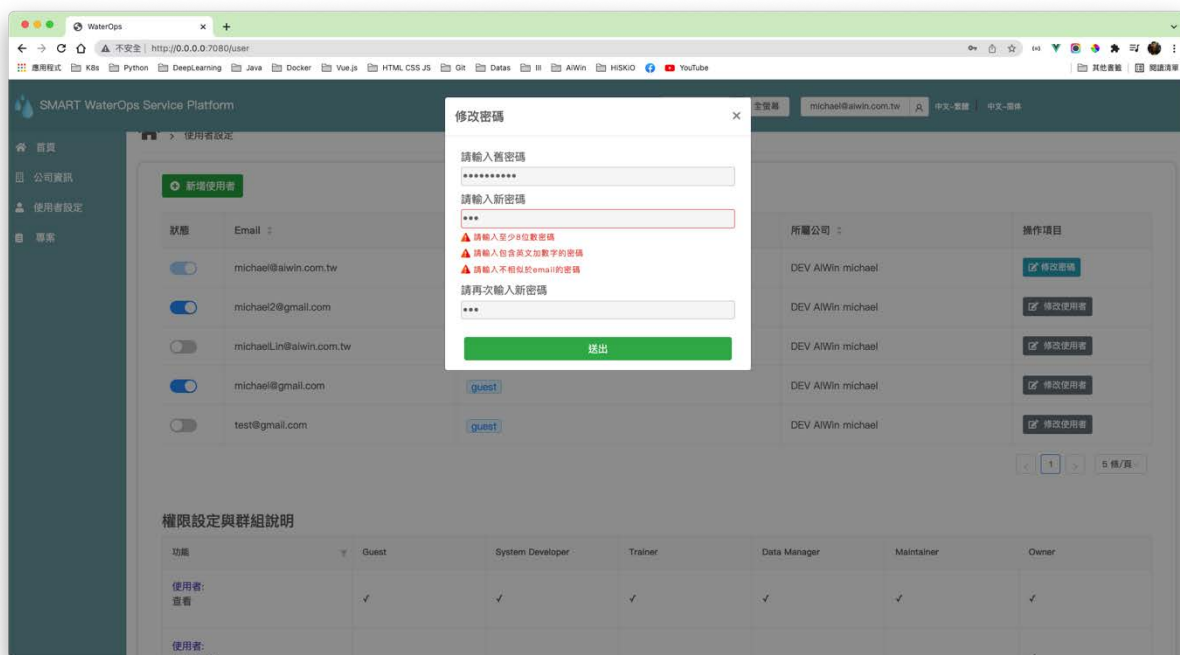 WaterOps
不安全 | http://0.0.0.0:7080/user
應用程式 K8s Python DeepLearning Java Docker Vue.js HTML CSS JS Git Datas III AiWin HiSKIO YouTube 其他書籤 閱讀清單
SMART WaterOps Service Platform
全螢幕 michael@aiwin.com.tw 中文-繁體 中文-简体
首頁
公司資訊
使用者設定
專案
> 使用者設定
新增使用者
修改密碼
請輸入舊密碼
請輸入新密碼
請輸入至少8位數密碼
請輸入包含英文加數字的密碼
請輸入不相似於email的密碼
請再次輸入新密碼
送出
狀態 Email 所屬公司 操作項目
michael@aiwin.com.tw DEV AIWin michael 修改密碼
michael2@gmail.com DEV AIWin michael 修改使用者
michaelLin@aiwin.com.tw DEV AIWin michael 修改使用者
michael@gmail.com guest DEV AIWin michael 修改使用者
test@gmail.com guest DEV AIWin michael 修改使用者
1 5 條/頁
權限設定與群組說明
功能 Guest System Developer Trainer Data Manager Maintainer Owner
使用者:
查看 ✓ ✓ ✓ ✓ ✓ ✓
使用者: